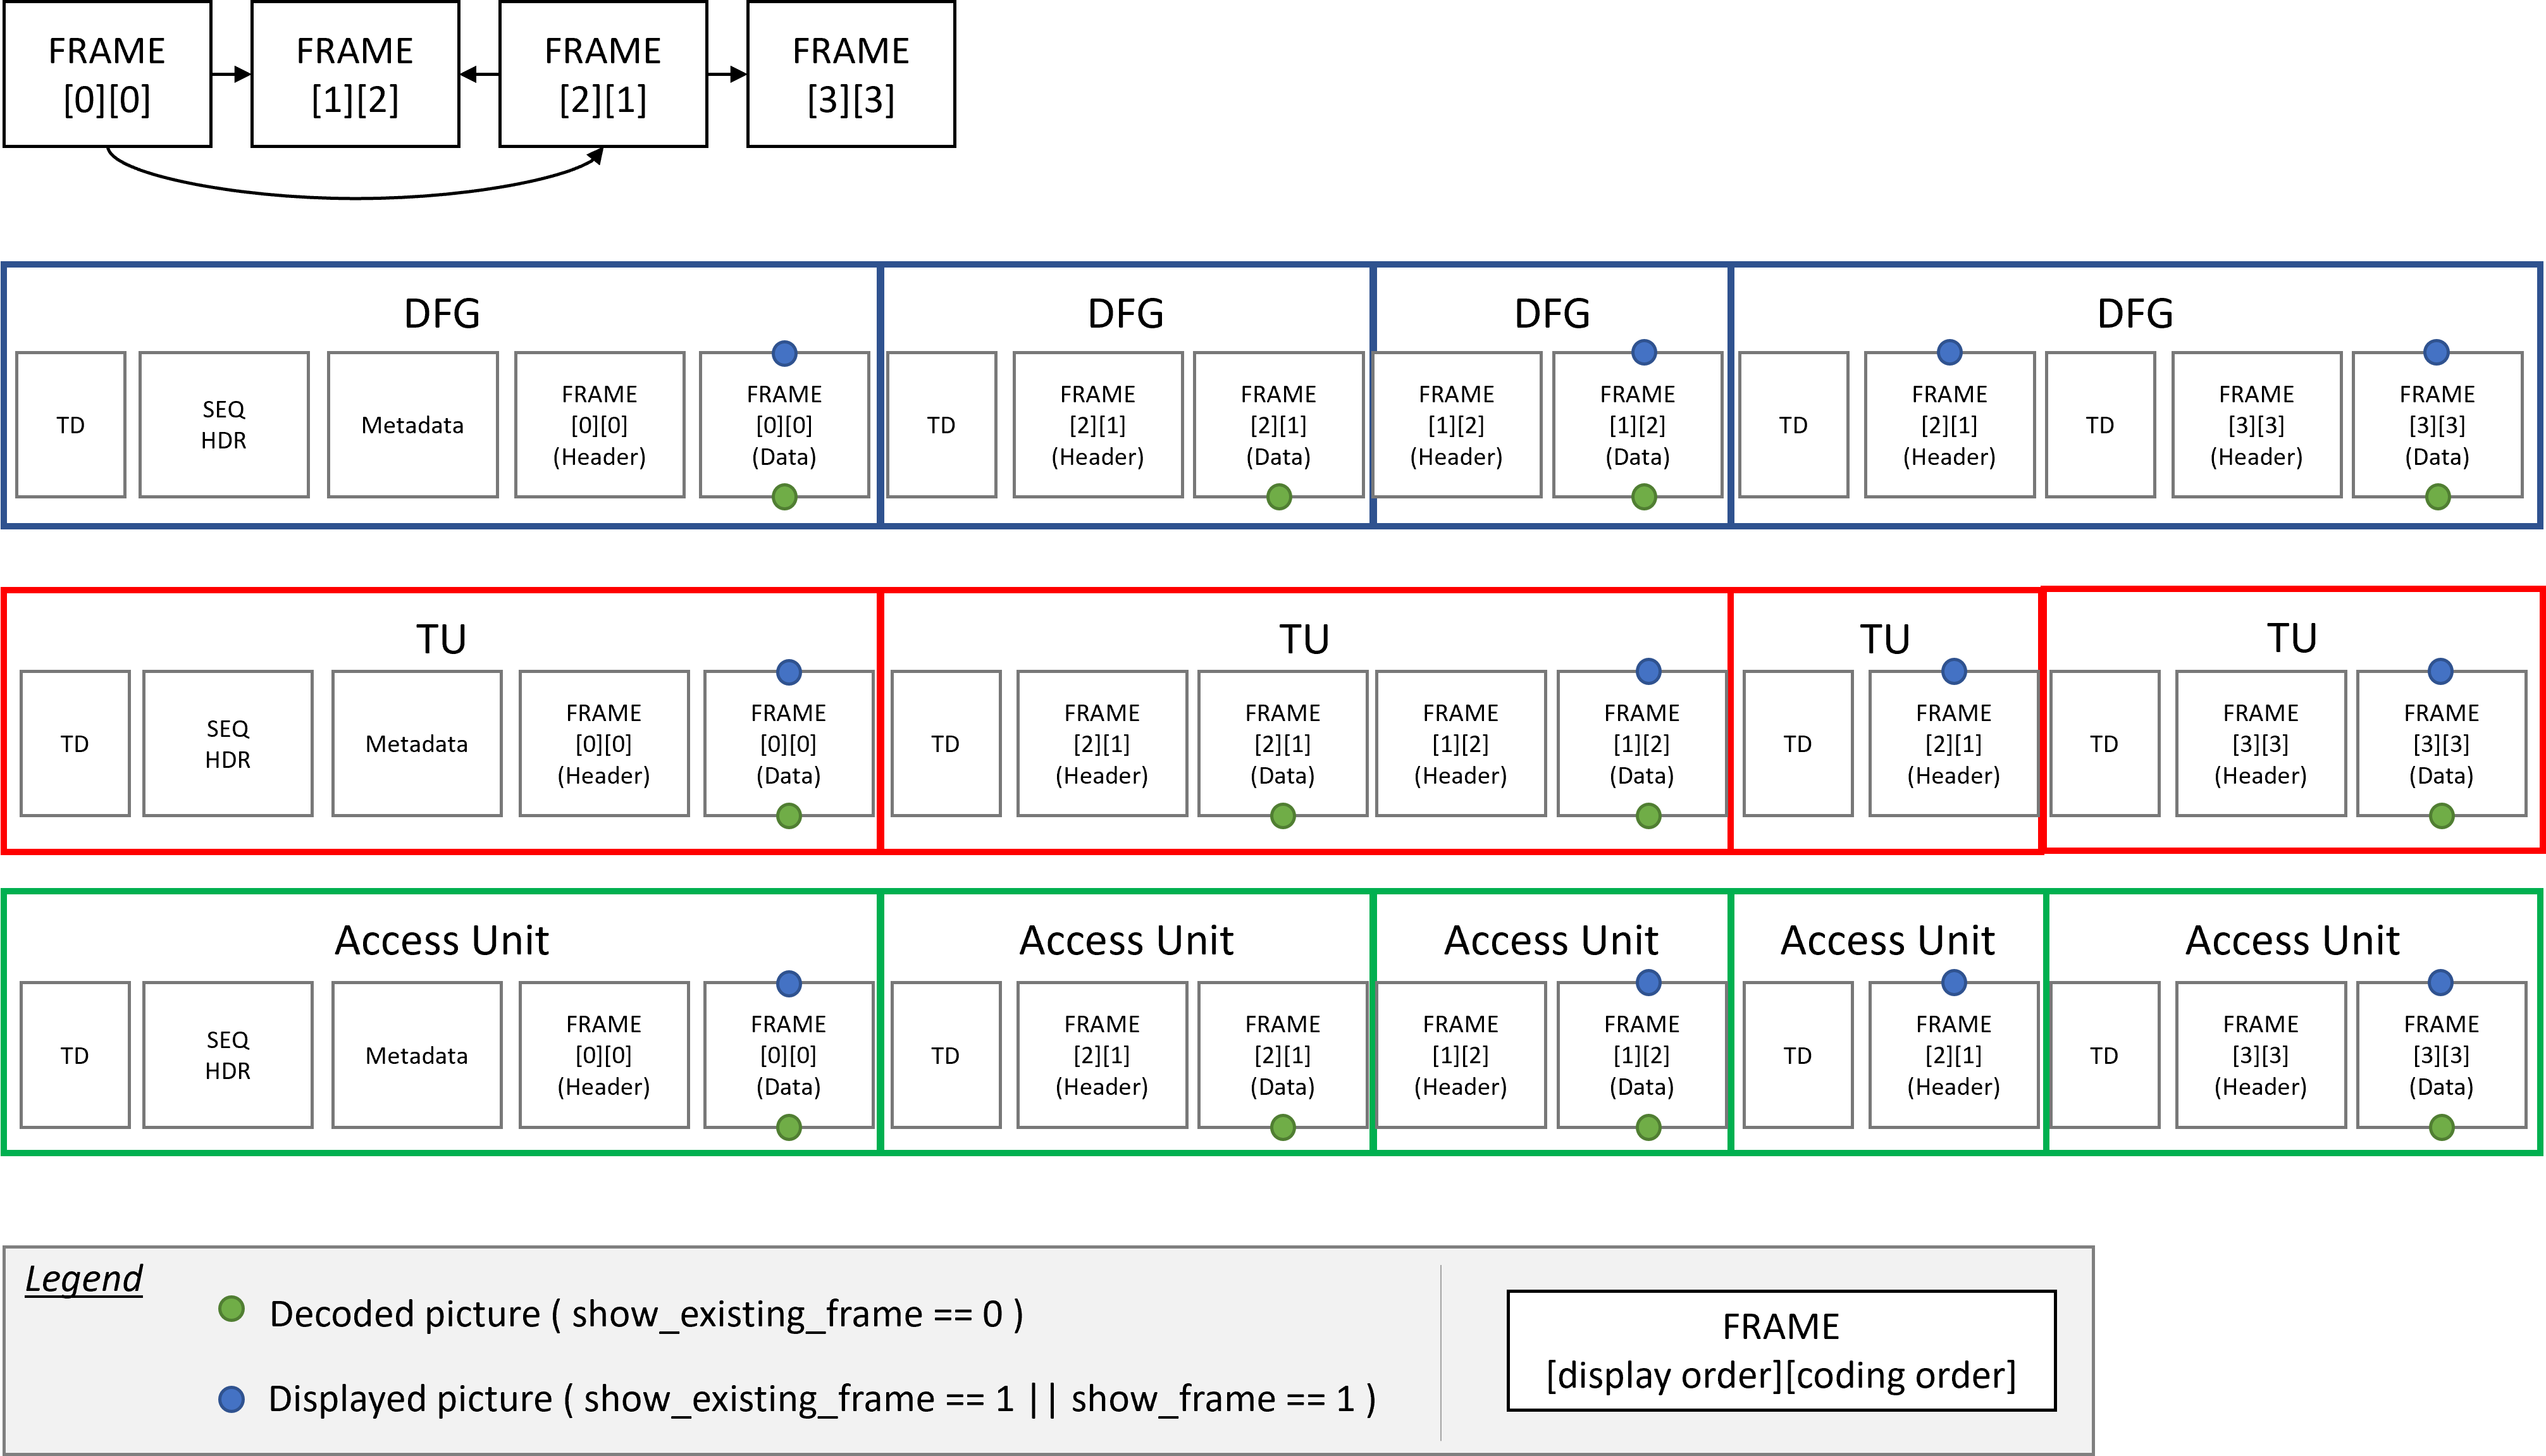 FRAME
[0][0]
FRAME
[1][2]
FRAME
[2][1]
FRAME
[3][3]
DFG
DFG
DFG
DFG
TD
SEQ
HDR
Metadata
FRAME
[0][0]
(Header)
FRAME
[0][0]
(Data)
TD
FRAME
[2][1]
(Header)
FRAME
[2][1]
(Data)
FRAME
[1][2]
(Header)
FRAME
[1][2]
(Data)
TD
FRAME
[2][1]
(Header)
TD
FRAME
[3][3]
(Header)
FRAME
[3][3]
(Data)
TU
TU
TU
TU
TD
SEQ
HDR
Metadata
FRAME
[0][0]
(Header)
FRAME
[0][0]
(Data)
TD
FRAME
[2][1]
(Header)
FRAME
[2][1]
(Data)
FRAME
[1][2]
(Header)
FRAME
[1][2]
(Data)
TD
FRAME
[2][1]
(Header)
TD
FRAME
[3][3]
(Header)
FRAME
[3][3]
(Data)
Access Unit
Access Unit
Access Unit
Access Unit
Access Unit
TD
SEQ
HDR
Metadata
FRAME
[0][0]
(Header)
FRAME
[0][0]
(Data)
TD
FRAME
[2][1]
(Header)
FRAME
[2][1]
(Data)
FRAME
[1][2]
(Header)
FRAME
[1][2]
(Data)
TD
FRAME
[2][1]
(Header)
TD
FRAME
[3][3]
(Header)
FRAME
[3][3]
(Data)
Legend
Decoded picture ( show_existing_frame == 0 )
Displayed picture ( show_existing_frame == 1 || show_frame == 1 )
FRAME
[display order][coding order]